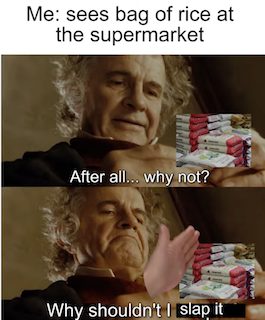 Me: sees bag of rice at
the supermarket
After all... why not?
Why shouldn't I slap it